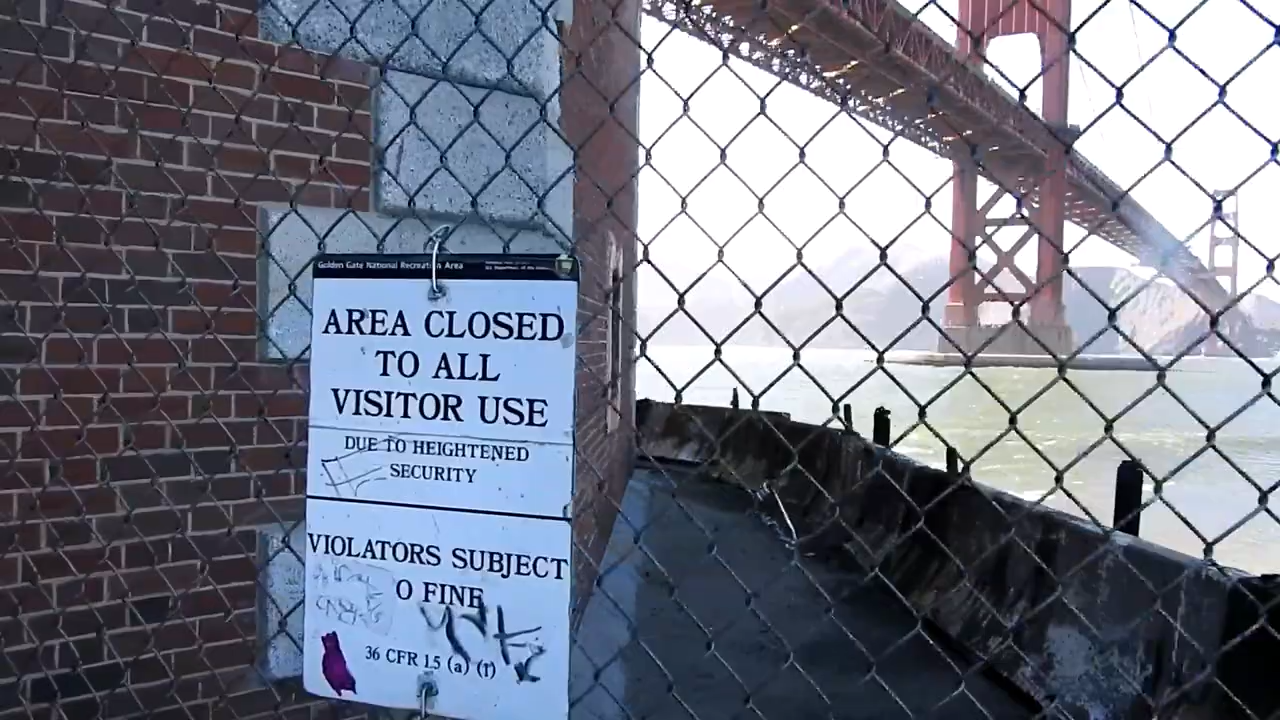 Golden Gate National Recreation Area
AREA CLOSED
TO ALL
VISITOR USE
DUE TO HEIGHTENED
SECURITY
VIOLATORS SUBJECT
O FINE
36 CFR 1.5 (a) (f)